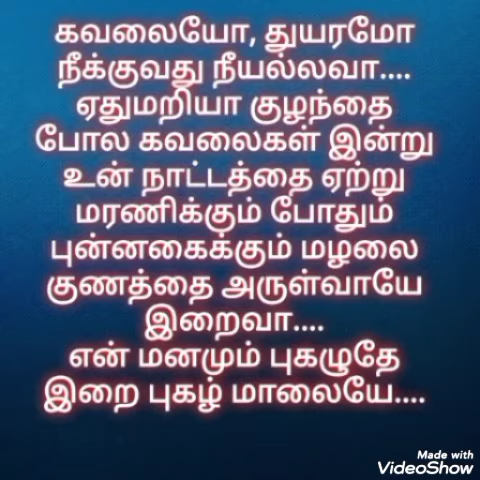 கவலையோ, துயரமோ
நீக்குவது நீயல்லவா....
ஏதுமறியா குழந்தை
போல கவலைகள் இன்று
உன் நாட்டத்தை ஏற்று
மரணிக்கும் போதும்
புன்னகைக்கும் மழலை
குணத்தை அருள்வாயே
இறைவா....
என் மனமும் புகழுதே
இறை புகழ் மாலையே....
Made with
VideoShow